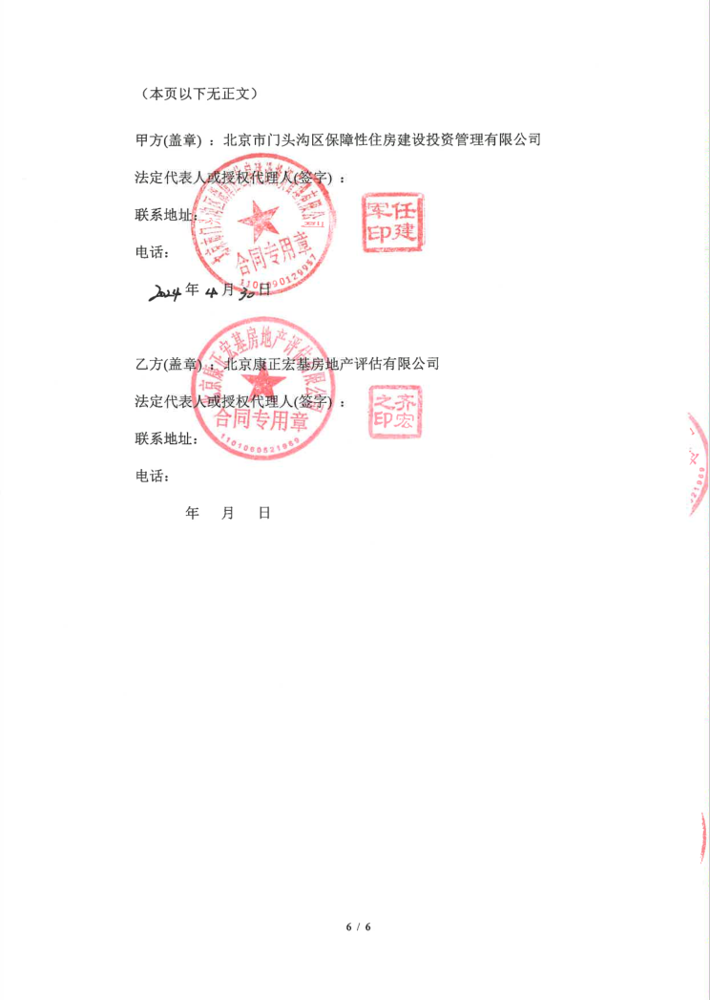 （本页以下无正文）
甲方(盖章) ：北京市门头沟区保障性住房建设投资管理有限公司
法定代表人或授权代理人(签字) ：
任建军印
联系地址：
电话：
合同专用章
2024年4月30日
乙方(盖章) ：北京康正宏基房地产评估有限公司
北京康正宏基房地产评估有限公司
法定代表人或授权代理人(签字) ：
合同专用章
齐宏之印
联系地址：
电话：
年 月 日
6 / 6